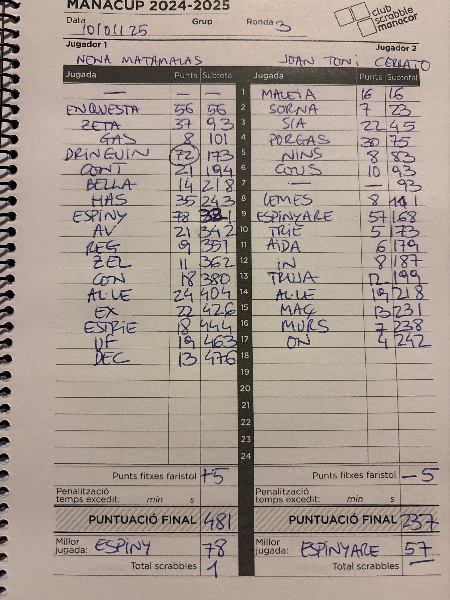 MANACUP 2024-2025
club scrabble manacor
Data 10/01/25 Grup Ronda 3
Jugador 1 Jugador 2
NENA MATAMALAS JOAN TONI CERRATO
Jugada Punts Subtotal Jugada Punts Subtotal
— — — 1 MALEIA 16 16
ENQUESTA 56 56 2 SORNA 7 23
ZETA 37 93 3 SIA 22 45
GAS 8 101 4 PORGAS 30 75
DRINGUIN 72 173 5 NINS 8 83
CONT 21 194 6 COUS 10 93
BELLA 14 218 7 — — 93
HAS 35 243 8 LEMES 8 111
ESPINY 78 321 9 ESPINYARE 57 168
AV 21 342 10 TRIE 5 173
REG 9 351 11 AIDA 6 179
ZEL 11 362 12 IN 8 187
CON 18 380 13 TRUJA 12 199
AL·LE 24 404 14 AL·LE 19 218
EX 22 426 15 MAG 13 231
ESTRIE 18 444 16 MURS 7 238
UF 19 463 17 ON 4 242
DEC 13 476 18
19
20
21
22
23
24
Punts fitxes faristol +5 Punts fitxes faristol -5
Penalització temps excedit: min s Penalització temps excedit: min s
PUNTUACIÓ FINAL 481 PUNTUACIÓ FINAL 237
Millor jugada: ESPINY 78 Millor jugada: ESPINYARE 57
Total scrabbles 1 Total scrabbles —